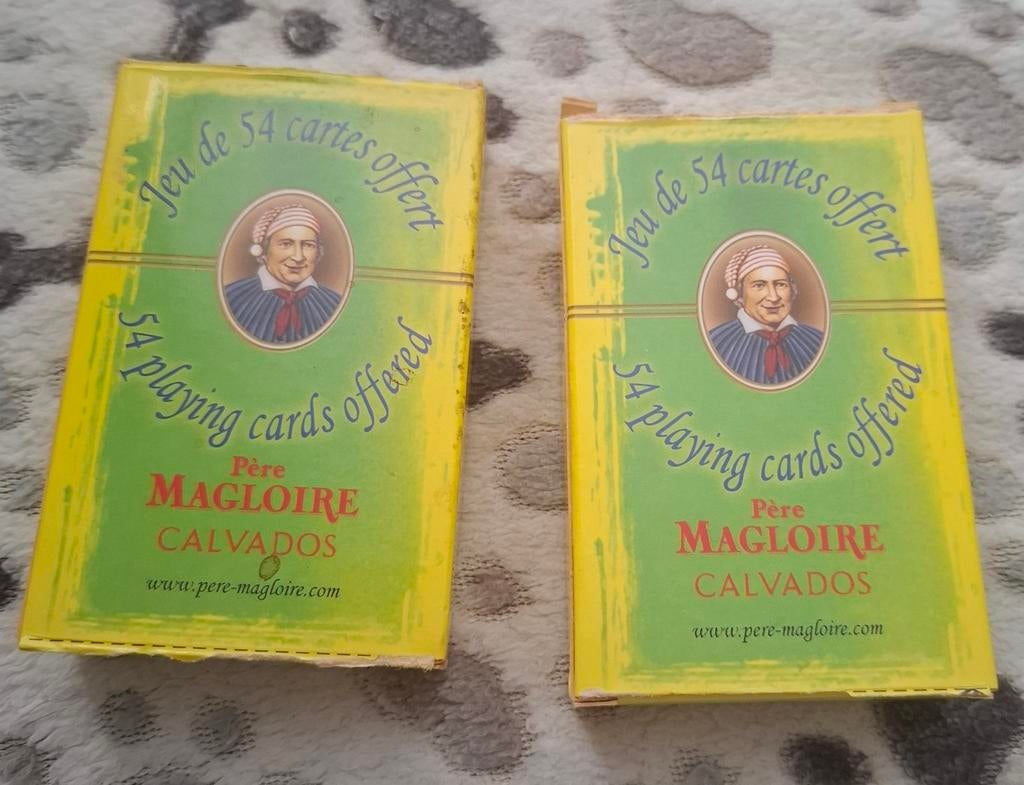 Jeu de 54 cartes offert
54 playing cards offered
Père
MAGLOIRE
CALVADOS
www.pere-magloire.com
Jeu de 54 cartes offert
54 playing cards offered
Père
MAGLOIRE
CALVADOS
www.pere-magloire.com